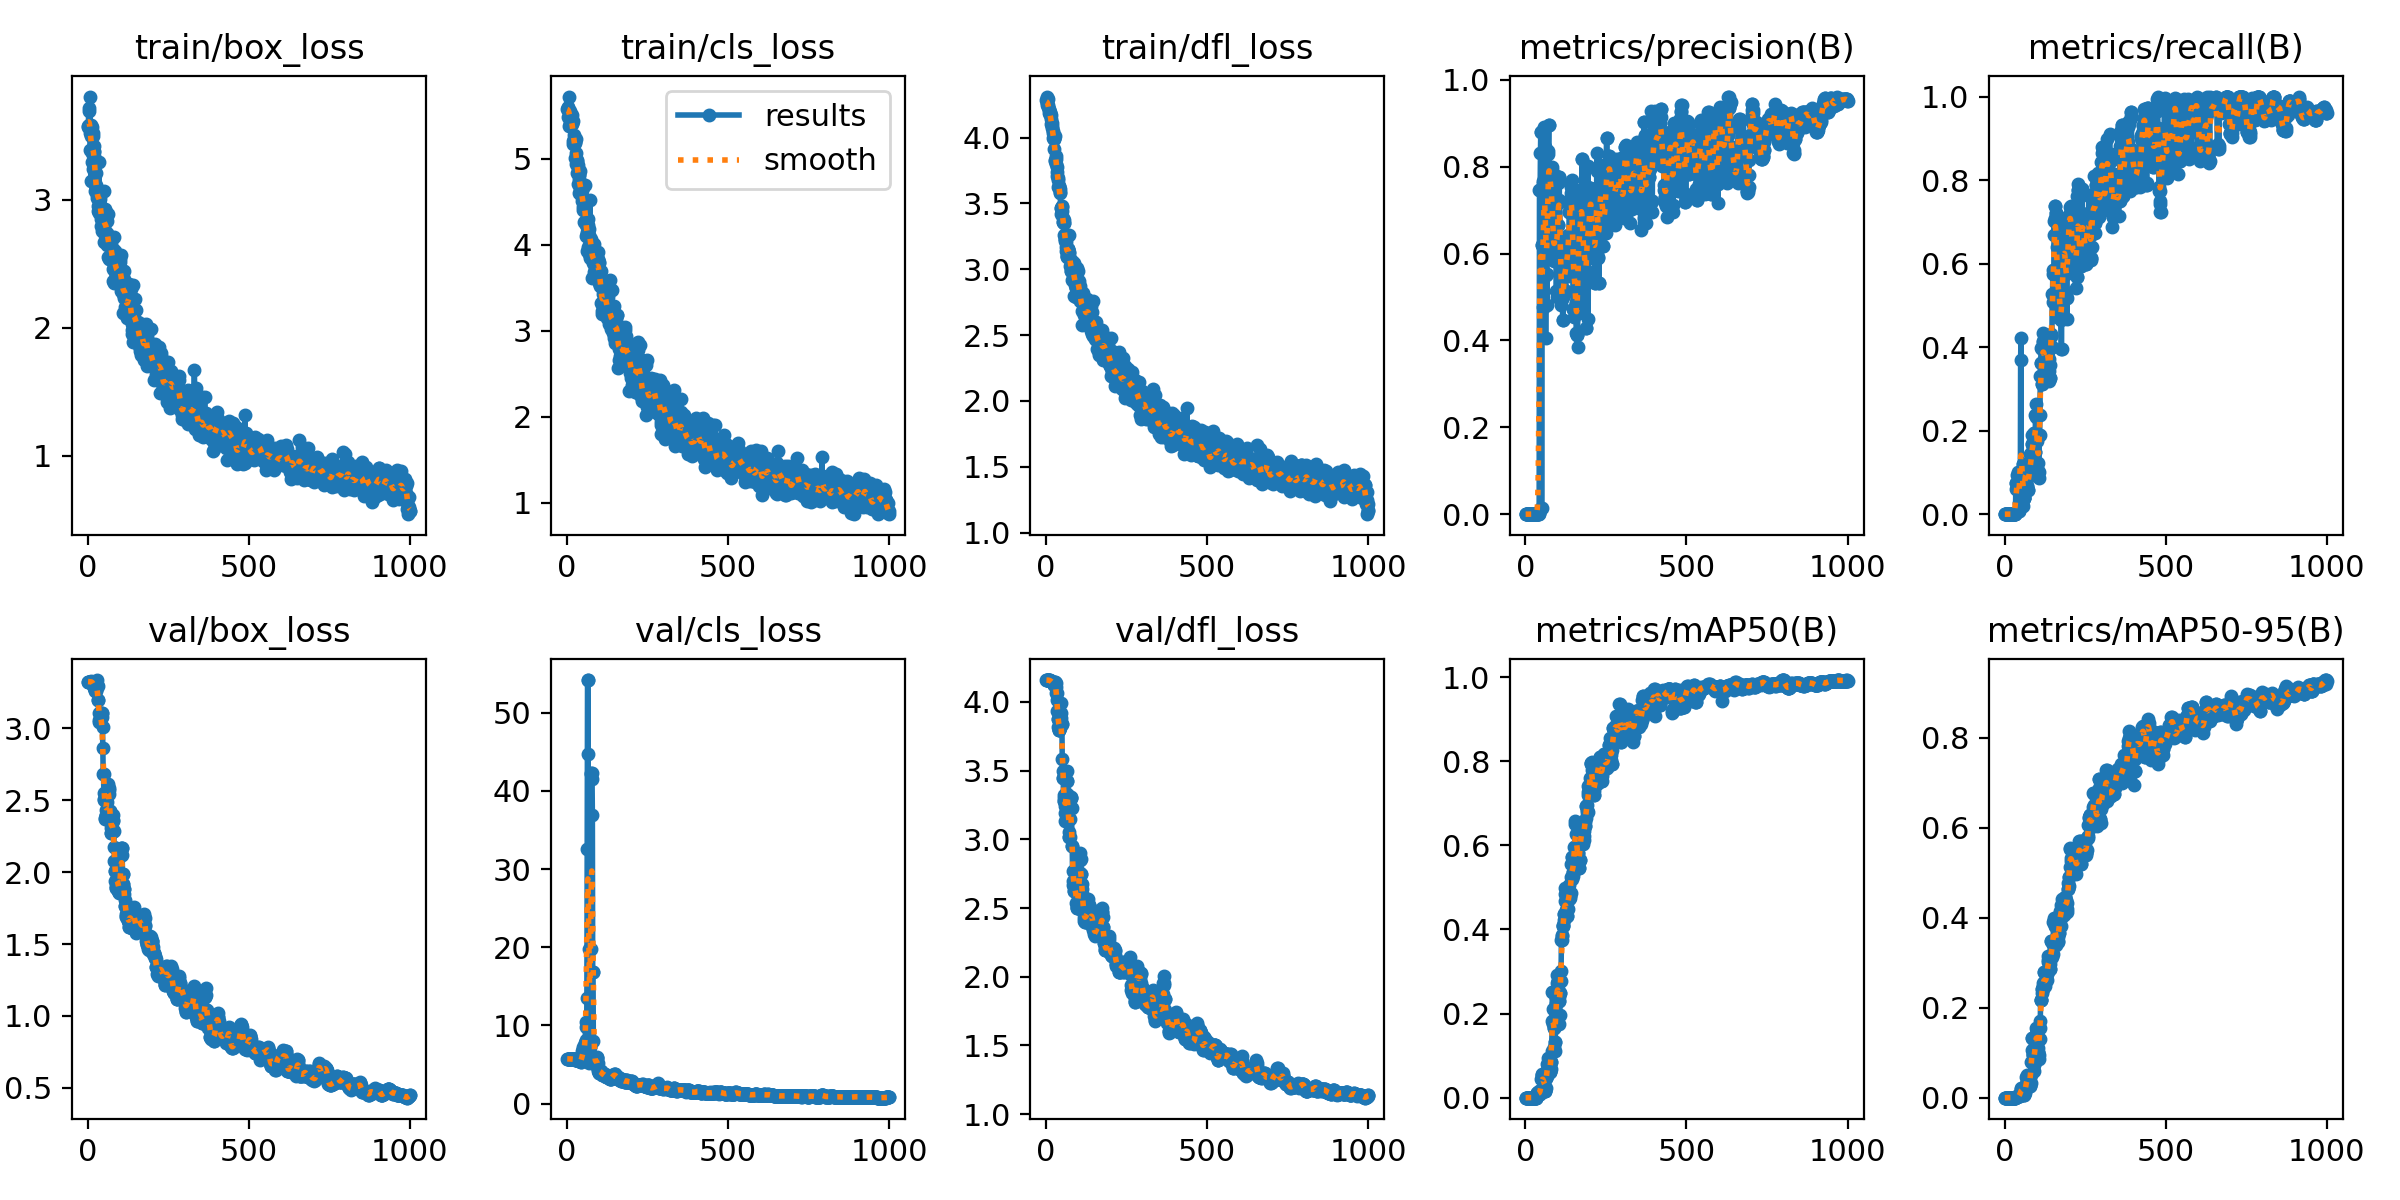 train/box_loss
3
2
1
0 500 1000
train/cls_loss
results
smooth
5
4
3
2
1
0 500 1000
train/dfl_loss
4.0
3.5
3.0
2.5
2.0
1.5
1.0
0 500 1000
metrics/precision(B)
1.0
0.8
0.6
0.4
0.2
0.0
0 500 1000
metrics/recall(B)
1.0
0.8
0.6
0.4
0.2
0.0
0 500 1000
val/box_loss
3.0
2.5
2.0
1.5
1.0
0.5
0 500 1000
val/cls_loss
50
40
30
20
10
0
0 500 1000
val/dfl_loss
4.0
3.5
3.0
2.5
2.0
1.5
1.0
0 500 1000
metrics/mAP50(B)
1.0
0.8
0.6
0.4
0.2
0.0
0 500 1000
metrics/mAP50-95(B)
0.8
0.6
0.4
0.2
0.0
0 500 1000